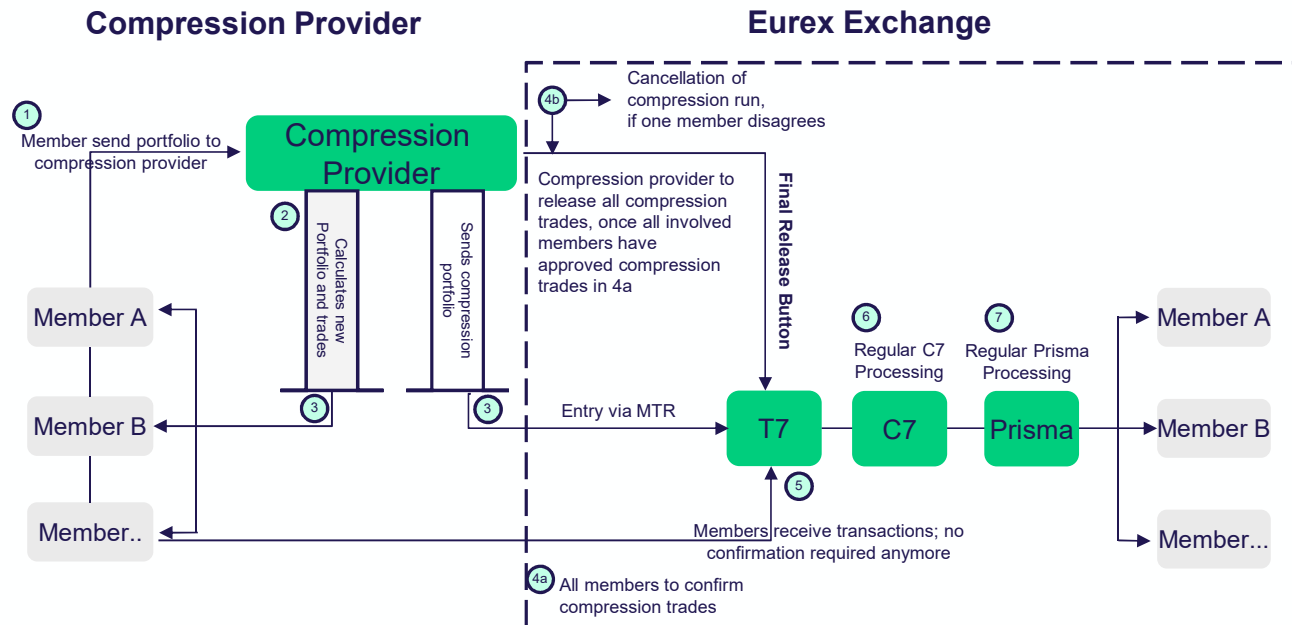 Compression Provider
Eurex Exchange
1
Member send portfolio to
compression provider
Compression
Provider
4b
Cancellation of
compression run,
if one member disagrees
Compression provider to
release all compression
trades, once all involved
members have
approved compression
trades in 4a
Final Release Button
2
Calculates new
Portfolio and trades
Sends compression
portfolio
3
3
Member A
Member B
Member..
Entry via MTR
T7
5
6
Regular C7
Processing
C7
7
Regular Prisma
Processing
Prisma
Member A
Member B
Member...
Members receive transactions; no
confirmation required anymore
4a
All members to confirm
compression trades